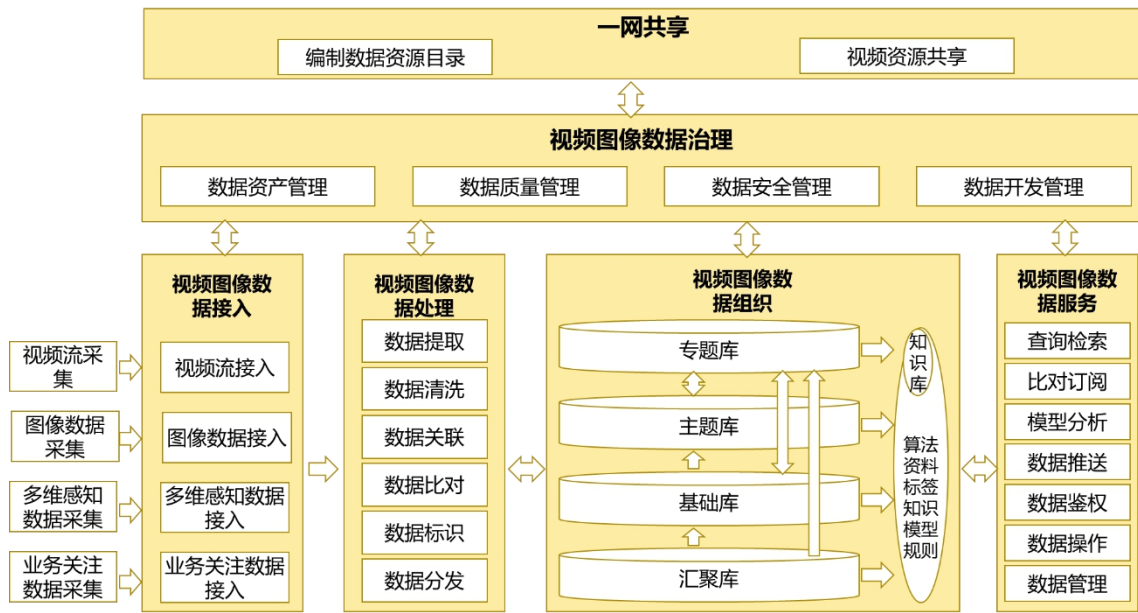 一网共享
编制数据资源目录
视频资源共享
视频图像数据治理
数据资产管理
数据质量管理
数据安全管理
数据开发管理
视频流采
集
图像数据
采集
多维感知
数据采集
业务关注
数据采集
视频图像数
据接入
视频流接入
图像数据接入
多维感知数据
接入
业务关注数据
接入
视频图像数
据处理
数据提取
数据清洗
数据关联
数据比对
数据标识
数据分发
视频图像数
据组织
专题库
主题库
基础库
汇聚库
知
识
库
算法
资料
标签
知识
模型
规则
视频图像数
据服务
查询检索
比对订阅
模型分析
数据推送
数据鉴权
数据操作
数据管理